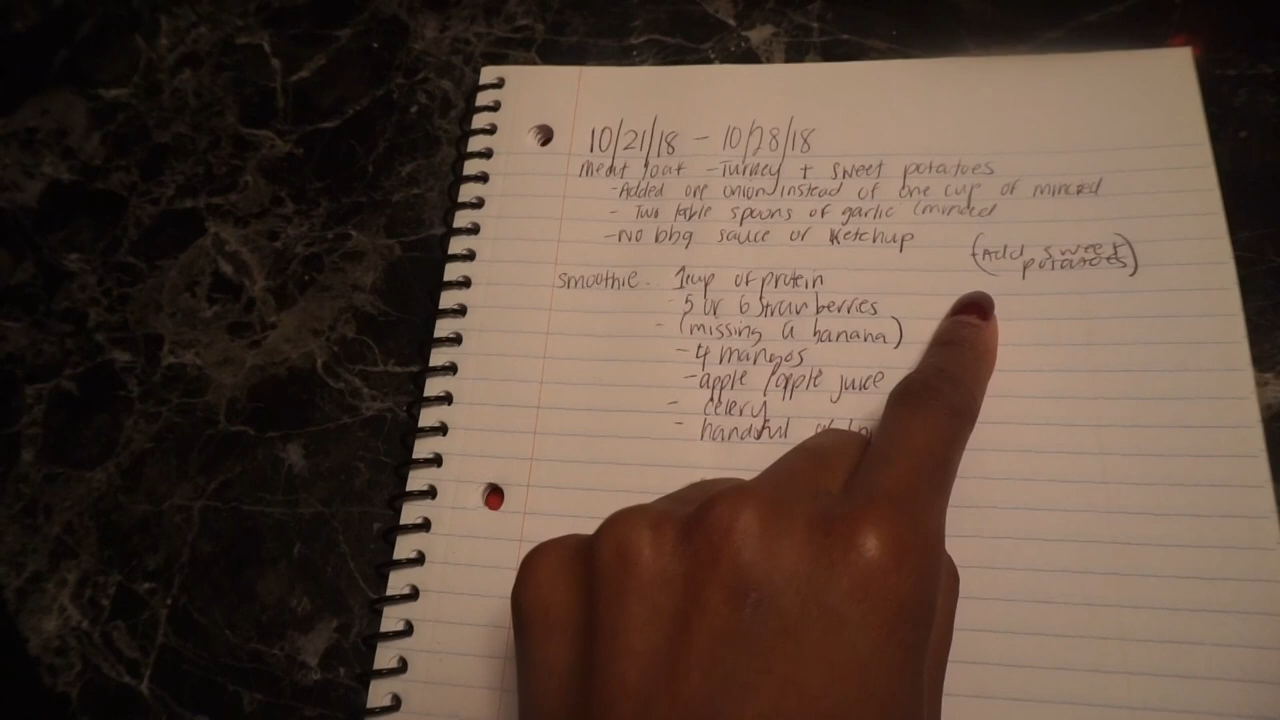 10/21/18 - 10/28/18
Meat loaf - Turkey + sweet potatoes
- Added one onion instead of one cup of minced
- Two table spoons of garlic (minced
- No bbq sauce or ketchup
(Add sweet potatoes)
Smoothie - 1 cup of protein
- 5 or 6 strawberries
- (missing a banana)
- 4 mangos
- apple / apple juice
- celery
- handful of